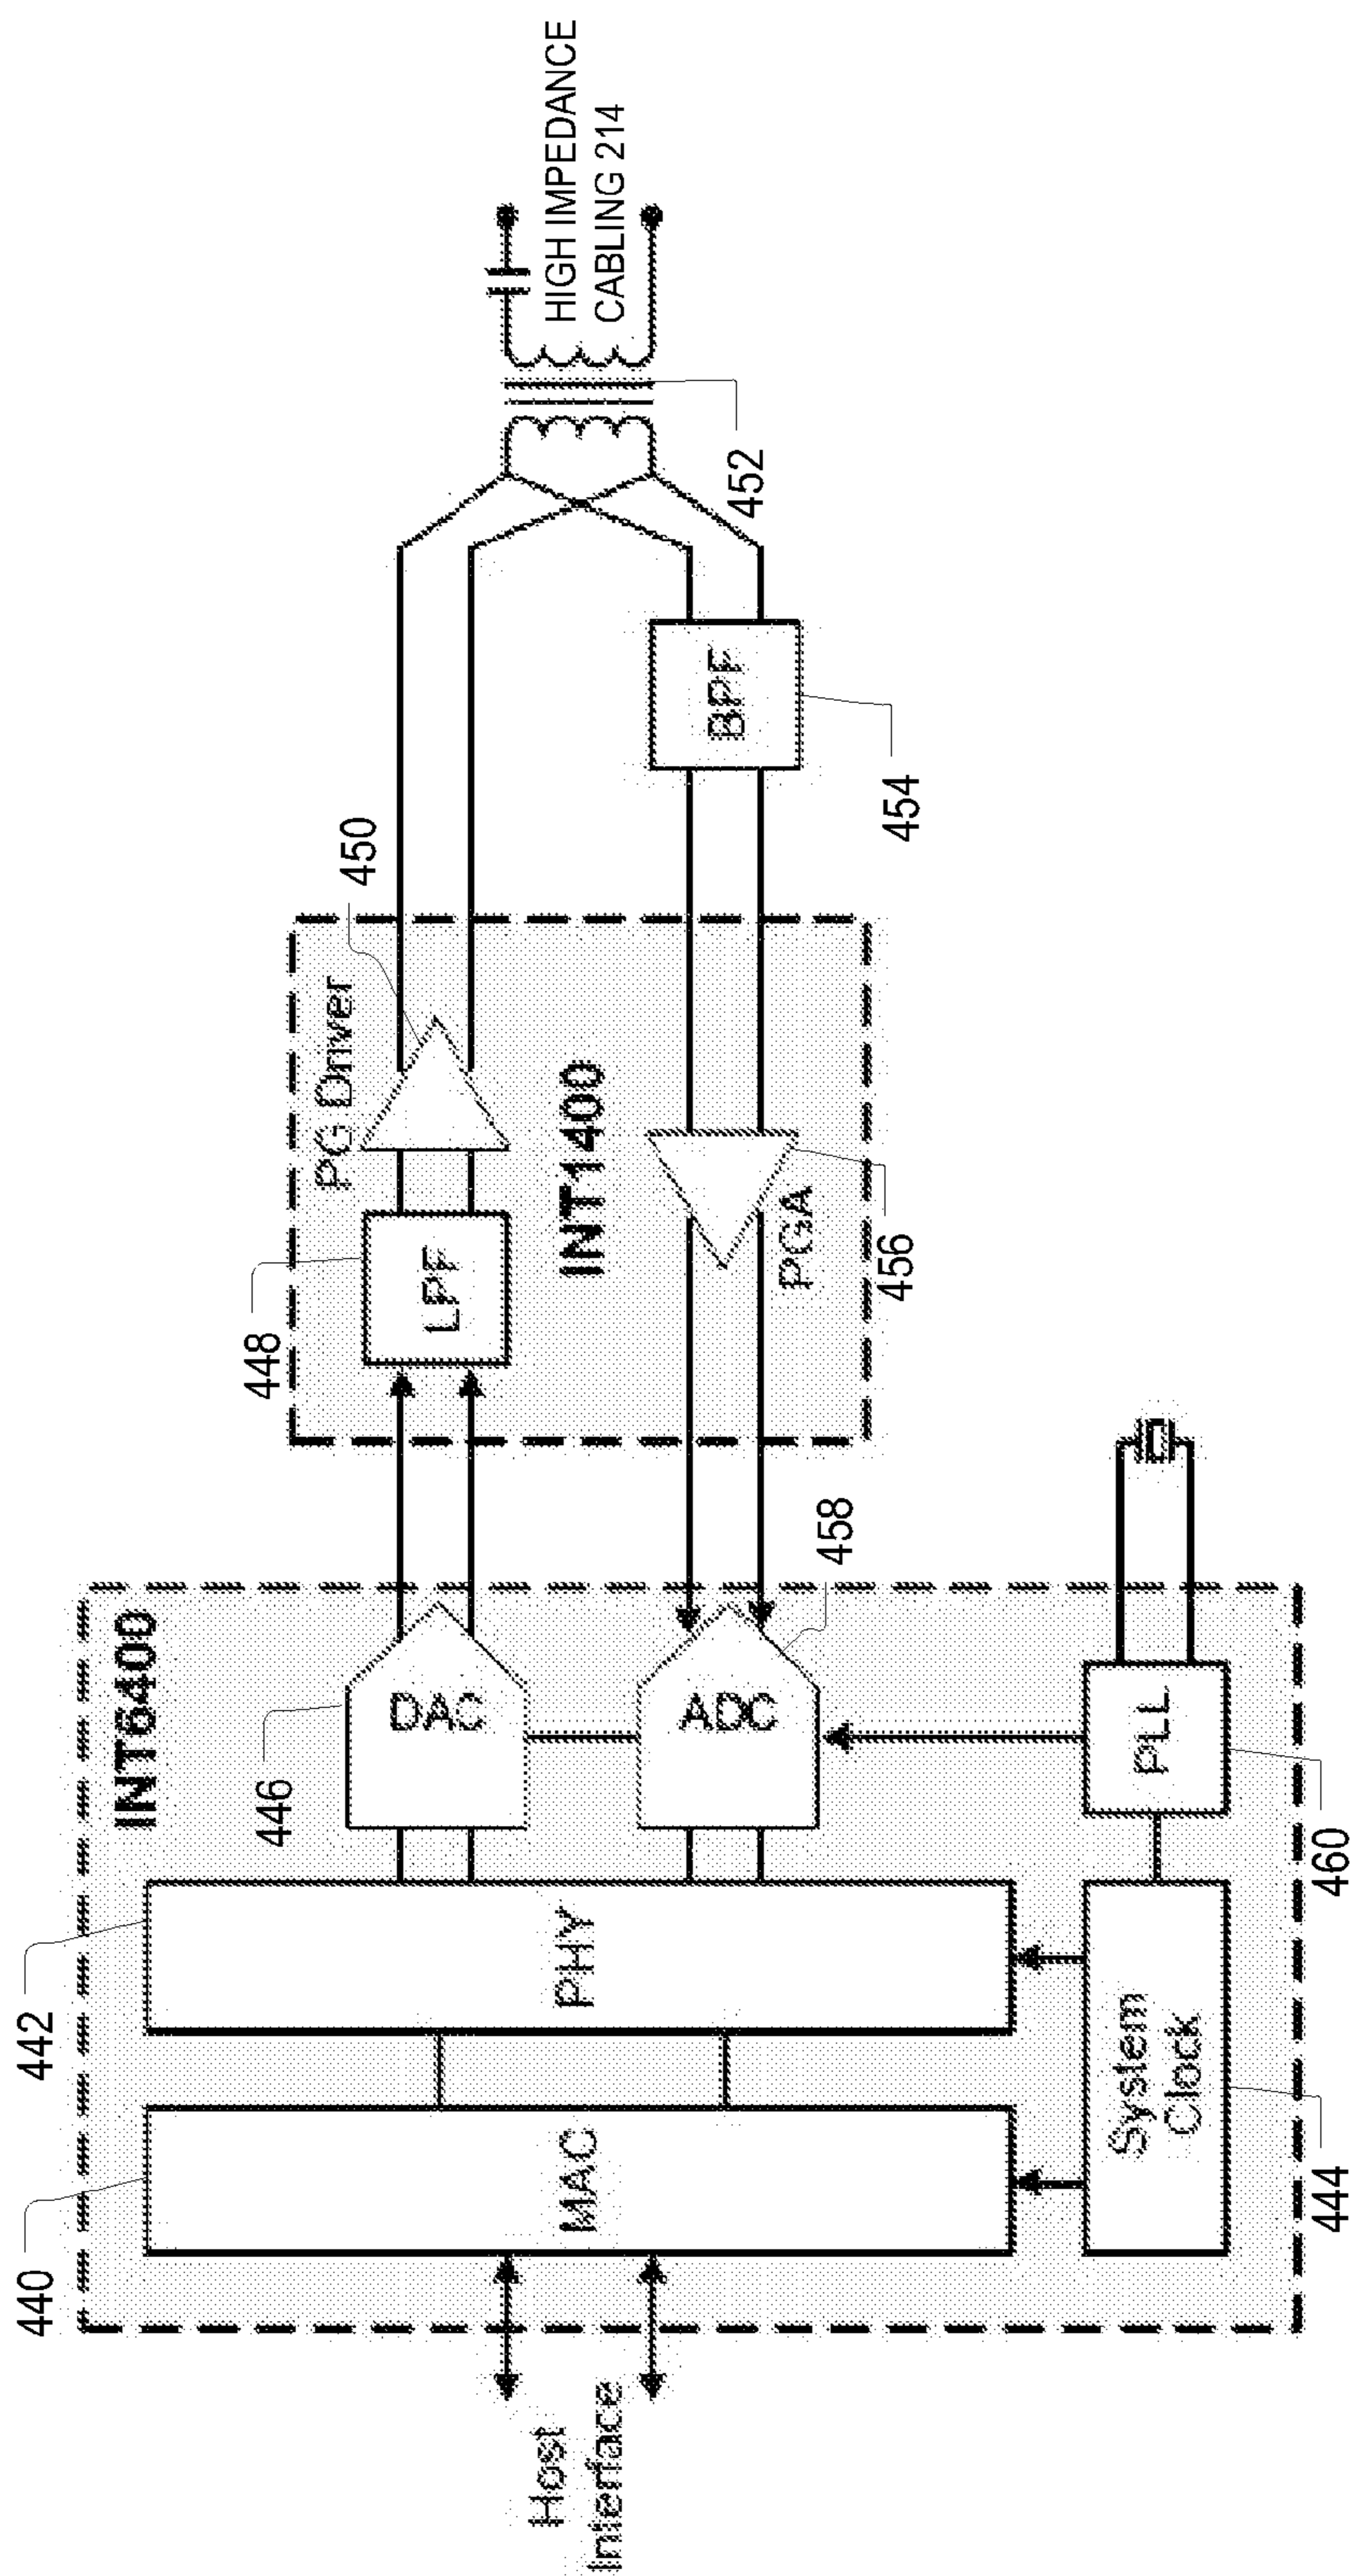 Host
Interface
440
442
INT6400
MAC
PHY
446
DAC
ADC
458
System
Clock
444
PLL
460
448
LPF
PG Driver
450
INT1400
PGA
456
BPF
454
452
HIGH IMPEDANCE
CABLING 214